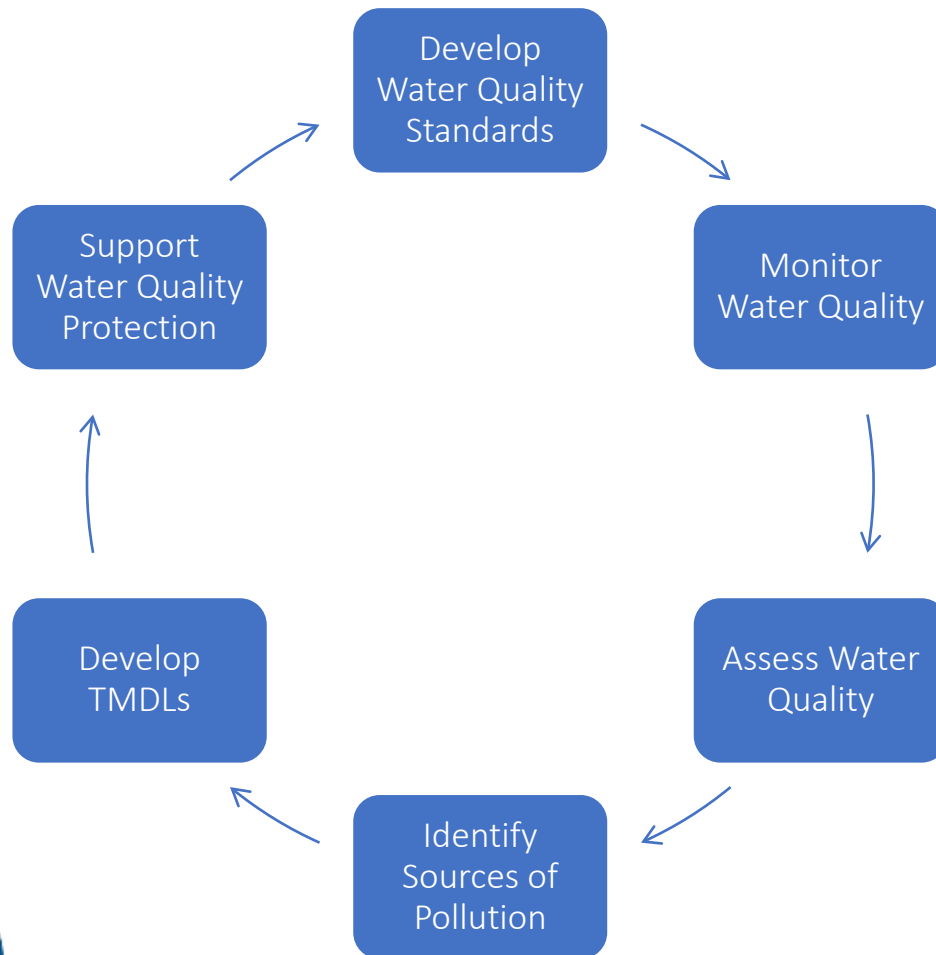 Develop
Water Quality
Standards
Monitor
Water Quality
Assess Water
Quality
Identify
Sources of
Pollution
Develop
TMDLs
Support
Water Quality
Protection